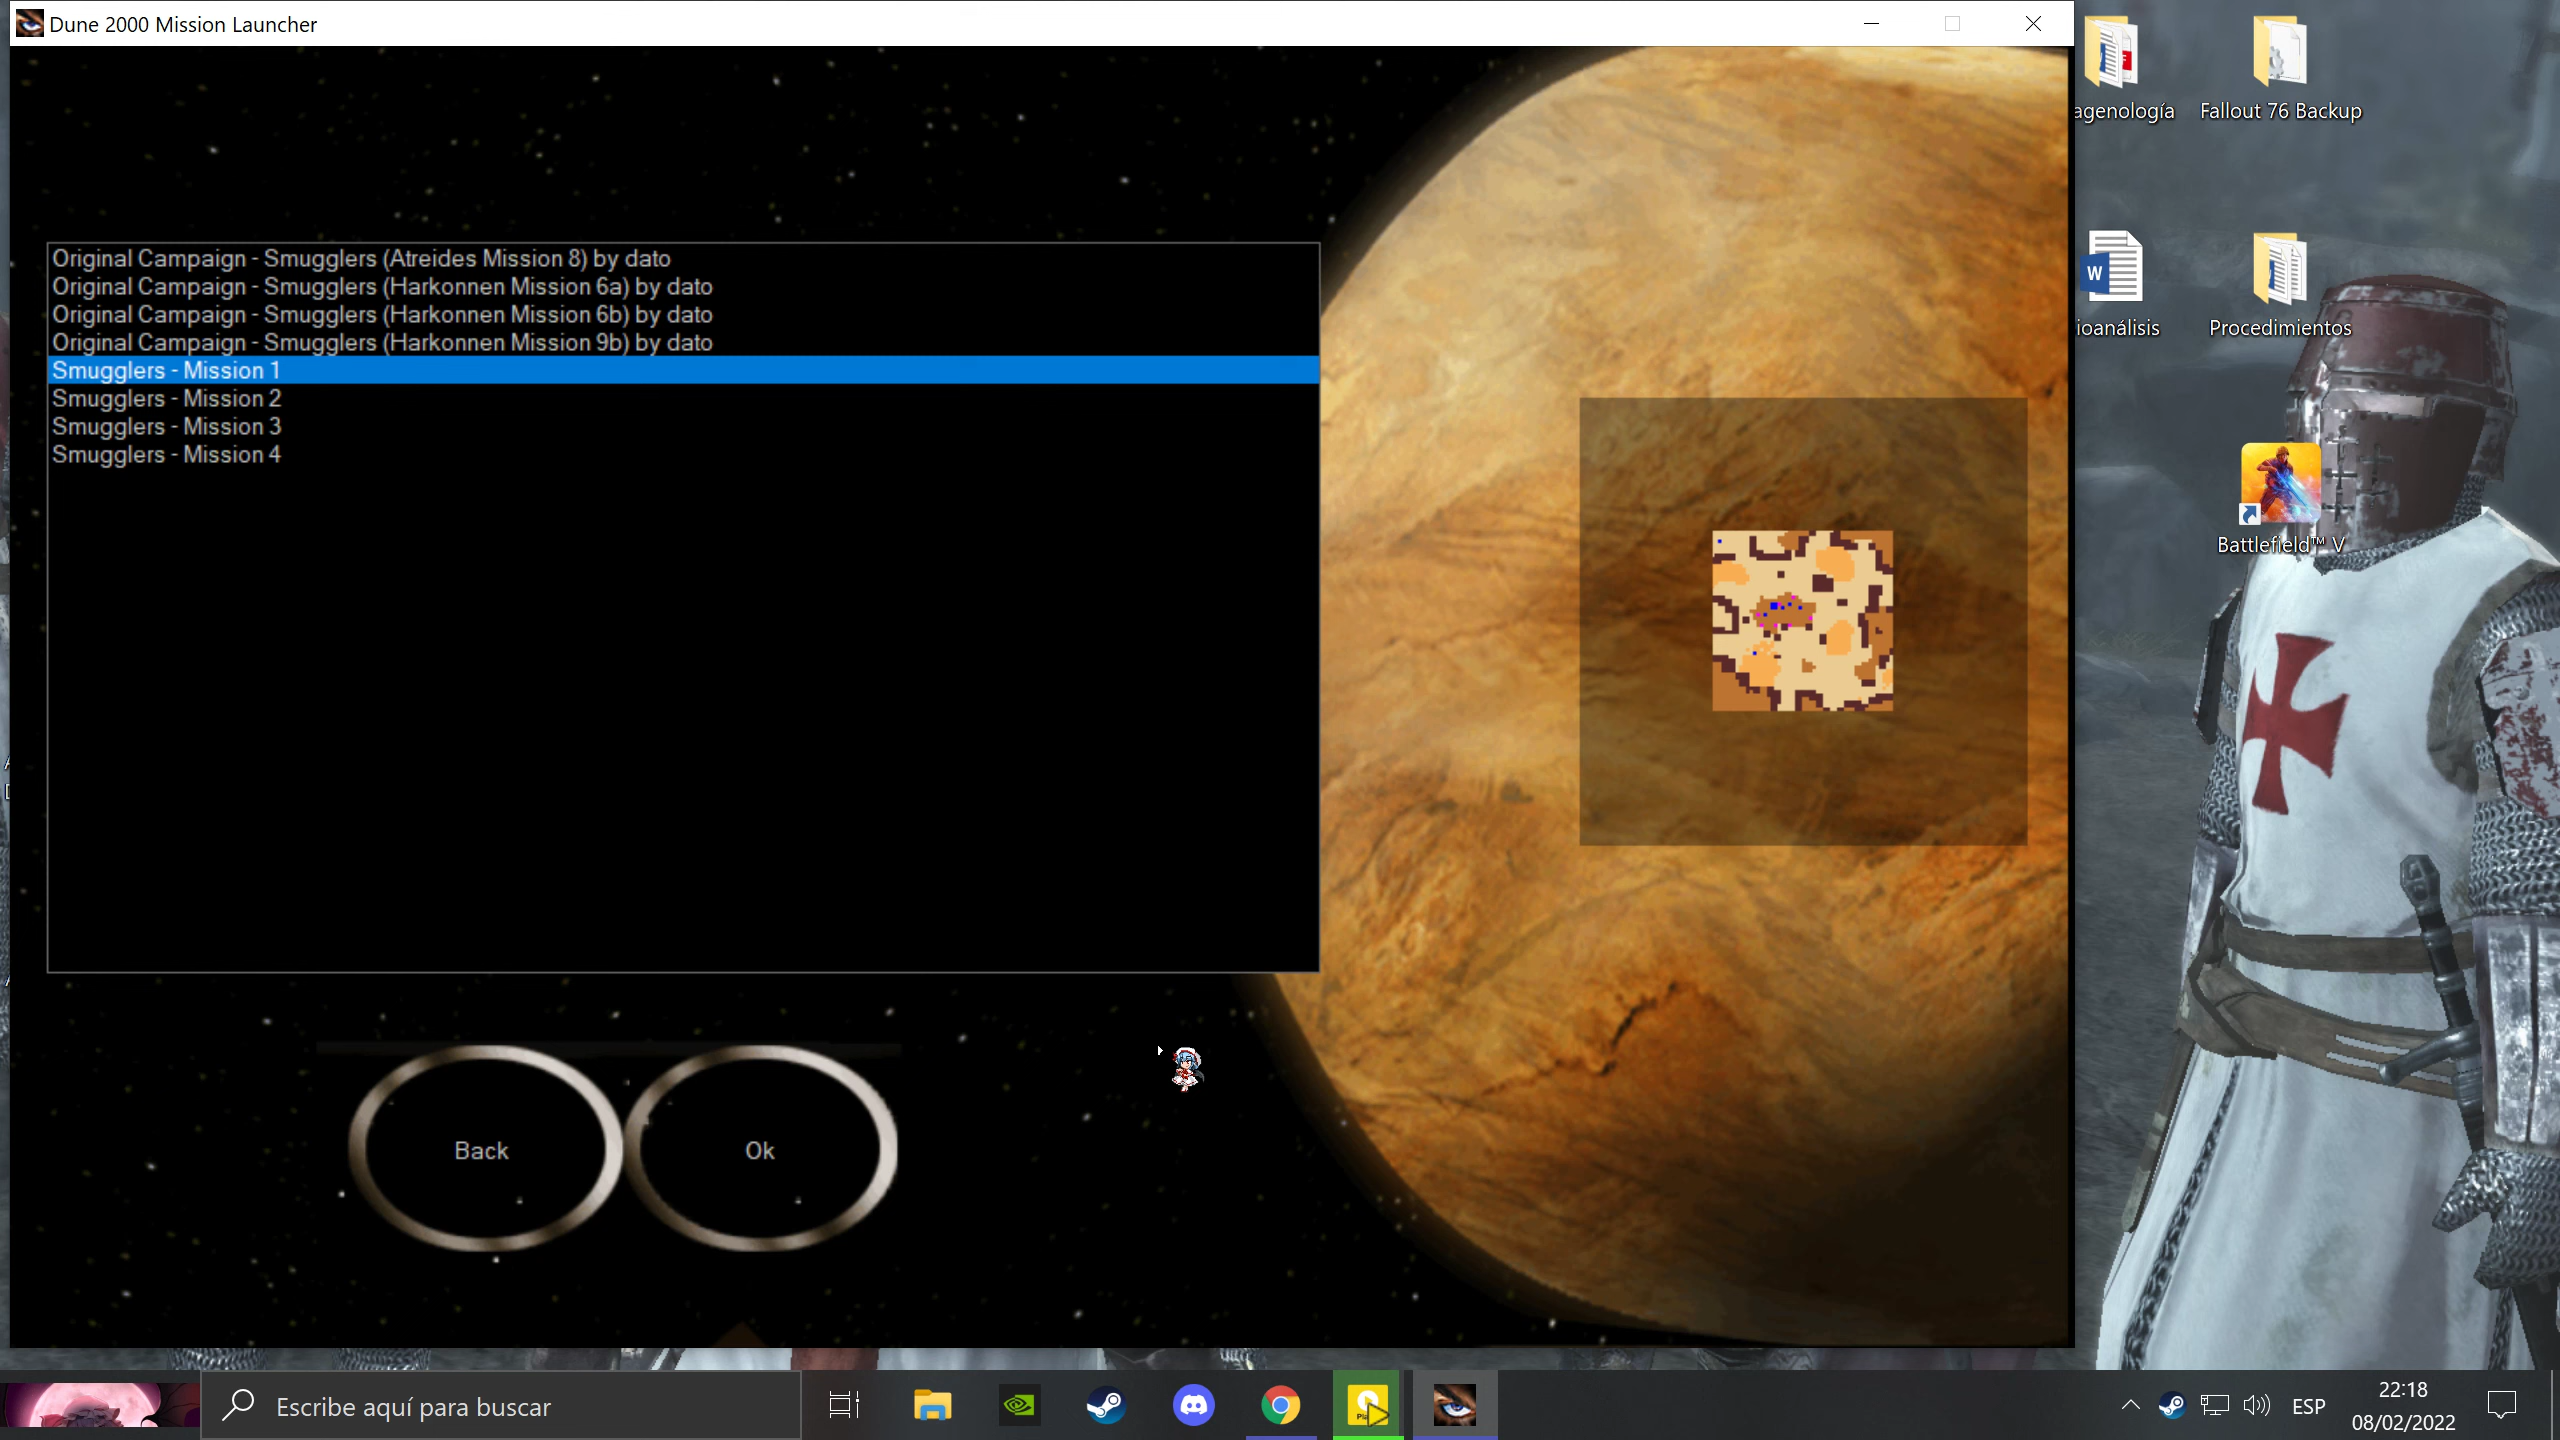 Dune 2000 Mission Launcher
Original Campaign - Smugglers (Atreides Mission 8) by dato
Original Campaign - Smugglers (Harkonnen Mission 6a) by dato
Original Campaign - Smugglers (Harkonnen Mission 6b) by dato
Original Campaign - Smugglers (Harkonnen Mission 9b) by dato
Smugglers - Mission 1
Smugglers - Mission 2
Smugglers - Mission 3
Smugglers - Mission 4
Back
Ok
agenología
Fallout 76 Backup
W
ioanálisis
Procedimientos
Battlefield™ V
Escribe aquí para buscar
ESP
22:18
08/02/2022